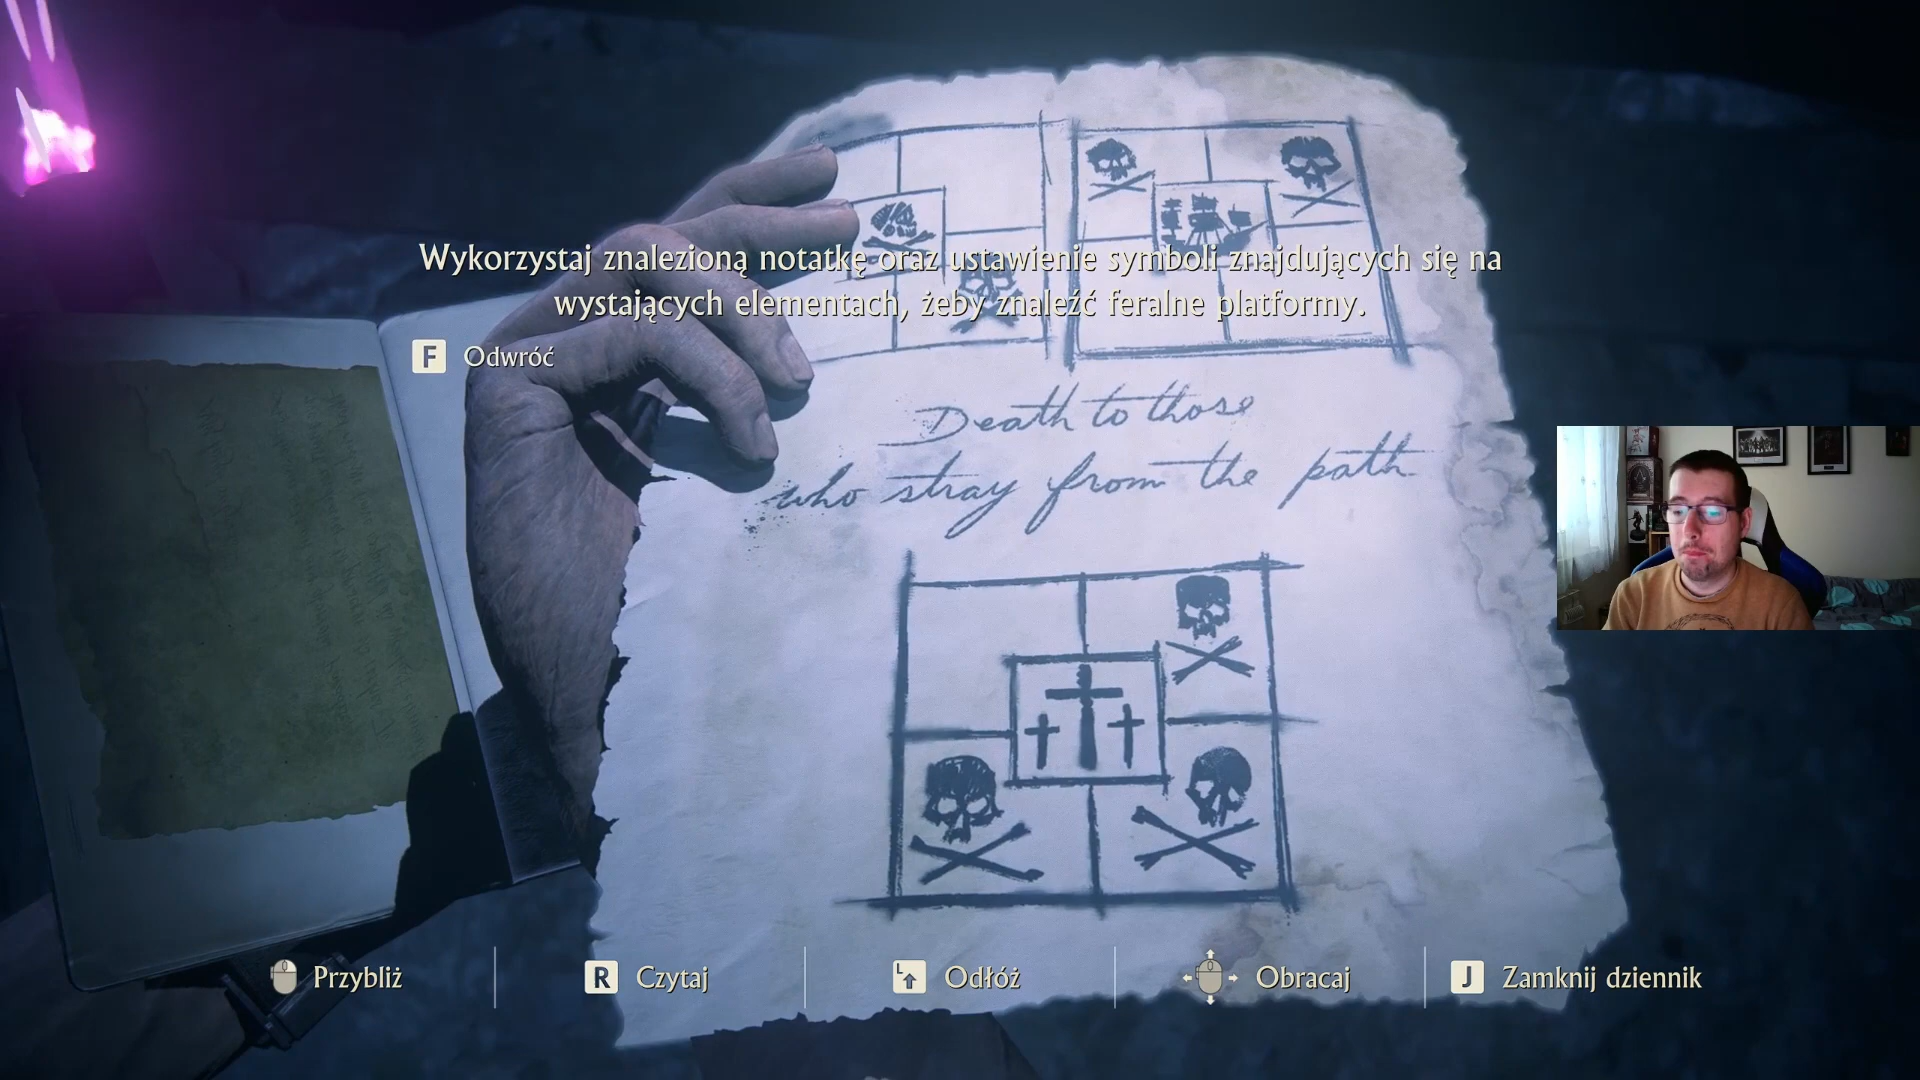 Wykorzystaj znalezioną notatkę oraz ustawienie symboli znajdujących się na
wystających elementach, żeby znaleźć feralne platformy.
F Odwróć
Death to those
who stray from the path
Przybliż
R Czytaj
Odłóż
Obracaj
J Zamknij dziennik